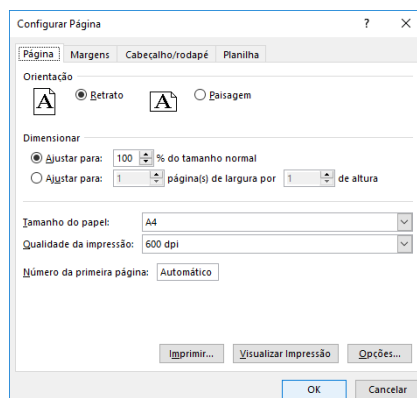 Configurar Página ? ×
Página Margens Cabeçalho/rodapé Planilha
Orientação
A Retrato A Paisagem
Dimensionar
Ajustar para: 100 % do tamanho normal
Ajustar para: 1 página(s) de largura por 1 de altura
Tamanho do papel: A4
Qualidade da impressão: 600 dpi
Número da primeira página: Automático
Imprimir... Visualizar Impressão Opções...
OK Cancelar